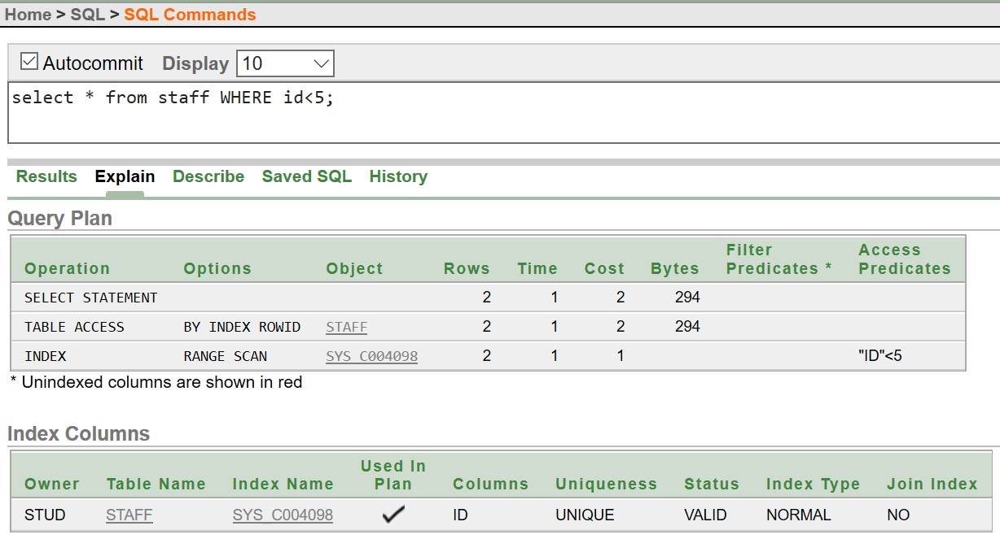 Home > SQL > SQL Commands
Autocommit Display 10
select * from staff WHERE id<5;
Results Explain Describe Saved SQL History
Query Plan
Operation Options Object Rows Time Cost Bytes Filter Predicates * Access Predicates
SELECT STATEMENT 2 1 2 294
TABLE ACCESS BY INDEX ROWID STAFF 2 1 2 294
INDEX RANGE SCAN SYS_C004098 2 1 1 "ID"<5
* Unindexed columns are shown in red
Index Columns
Owner Table Name Index Name Used In Plan Columns Uniqueness Status Index Type Join Index
STUD STAFF SYS_C004098 ID UNIQUE VALID NORMAL NO